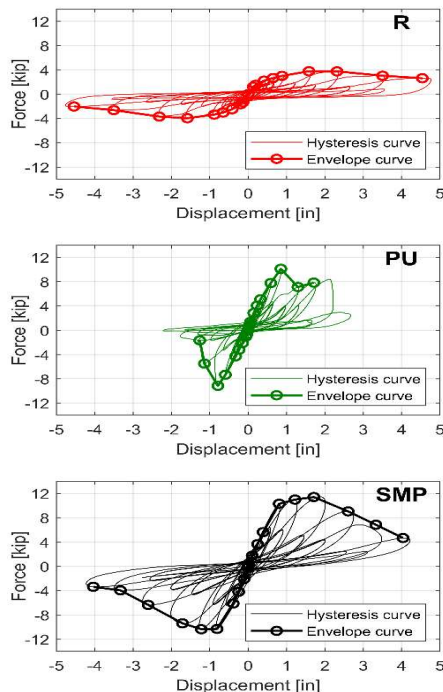 R
12
8
4
0
-4
-8
-12
Force [kip]
Hysteresis curve
Envelope curve
-5 -4 -3 -2 -1 0 1 2 3 4 5
Displacement [in]
PU
12
8
4
0
-4
-8
-12
Force [kip]
Hysteresis curve
Envelope curve
-5 -4 -3 -2 -1 0 1 2 3 4 5
Displacement [in]
SMP
12
8
4
0
-4
-8
-12
Force [kip]
Hysteresis curve
Envelope curve
-5 -4 -3 -2 -1 0 1 2 3 4 5
Displacement [in]